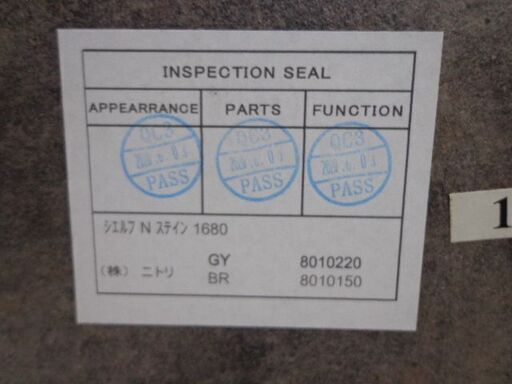 INSPECTION SEAL
APPEARRANCE PARTS FUNCTION
QC3 QC3 QC3
PASS PASS PASS
シエルフ N ステイン 1680
GY 8010220
(株) ニトリ
BR 8010150
1